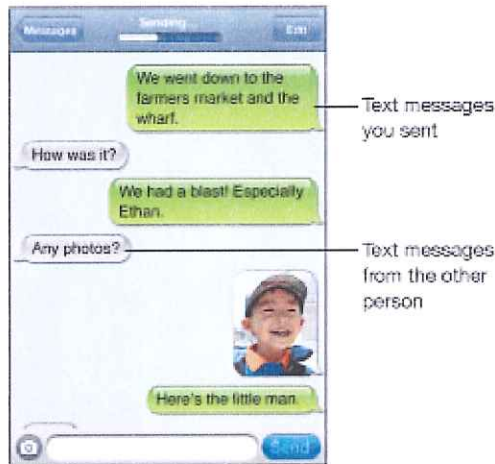 Messages
Sending...
Edit
We went down to the
farmers market and the
wharf.
Text messages
you sent
How was it?
We had a blast! Especially
Ethan.
Any photos?
Text messages
from the other
person
Here's the little man.
Send